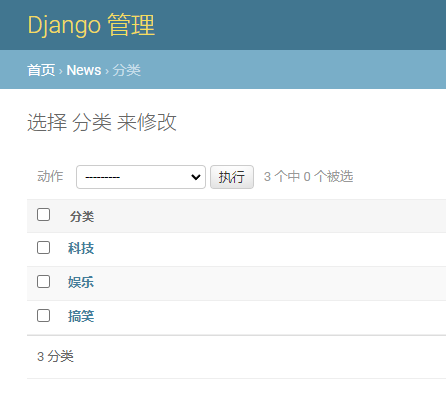 Django 管理
首页 › News › 分类
选择 分类 来修改
动作 --------- 执行 3 个中 0 个被选
分类
科技
娱乐
搞笑
3 分类